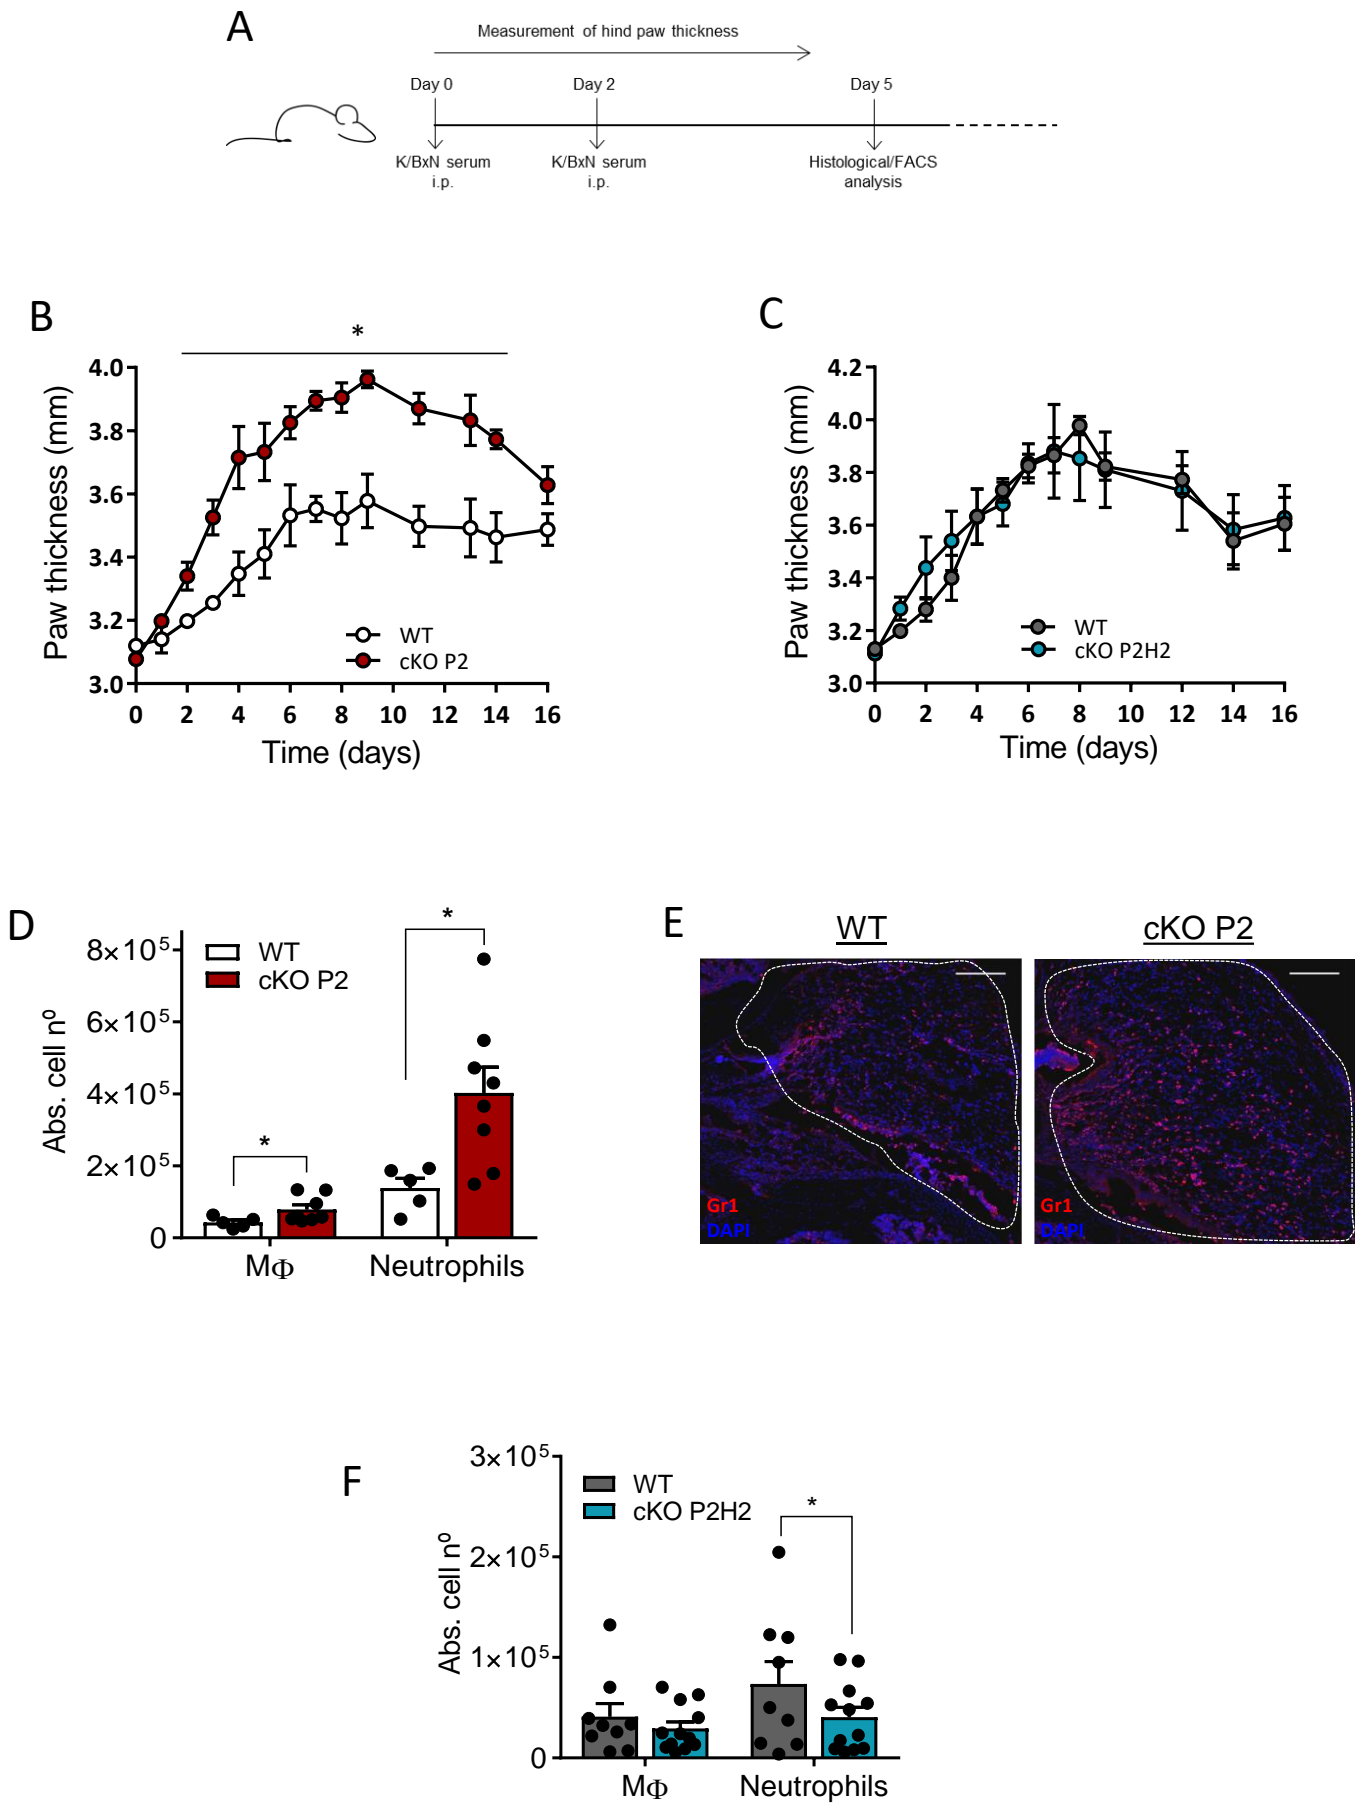 A
Measurement of hind paw thickness
Day 0
Day 2
Day 5
K/BxN serum
i.p.
K/BxN serum
i.p.
Histological/FACS
analysis
B
*
Paw thickness (mm)
4.0
3.8
3.6
3.4
3.2
3.0
WT
cKO P2
0 2 4 6 8 10 12 14 16
Time (days)
C
Paw thickness (mm)
4.2
4.0
3.8
3.6
3.4
3.2
3.0
WT
cKO P2H2
0 2 4 6 8 10 12 14 16
Time (days)
D
Abs. cell nº
8×10⁵
6×10⁵
4×10⁵
2×10⁵
0
WT
cKO P2
*
*
MΦ
Neutrophils
E
WT
cKO P2
Gr1
DAPI
Gr1
DAPI
F
Abs. cell nº
3×10⁵
2×10⁵
1×10⁵
0
WT
cKO P2H2
*
MΦ
Neutrophils